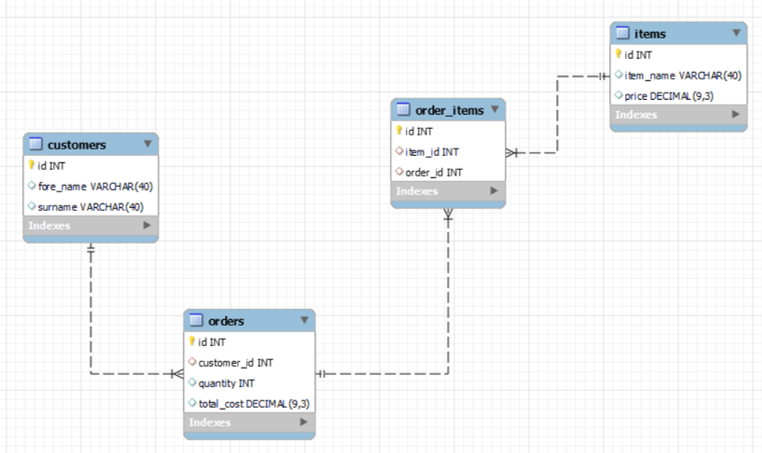 items
id INT
item_name VARCHAR(40)
price DECIMAL(9,3)
Indexes
order_items
id INT
item_id INT
order_id INT
Indexes
customers
id INT
fore_name VARCHAR(40)
surname VARCHAR(40)
Indexes
orders
id INT
customer_id INT
quantity INT
total_cost DECIMAL(9,3)
Indexes